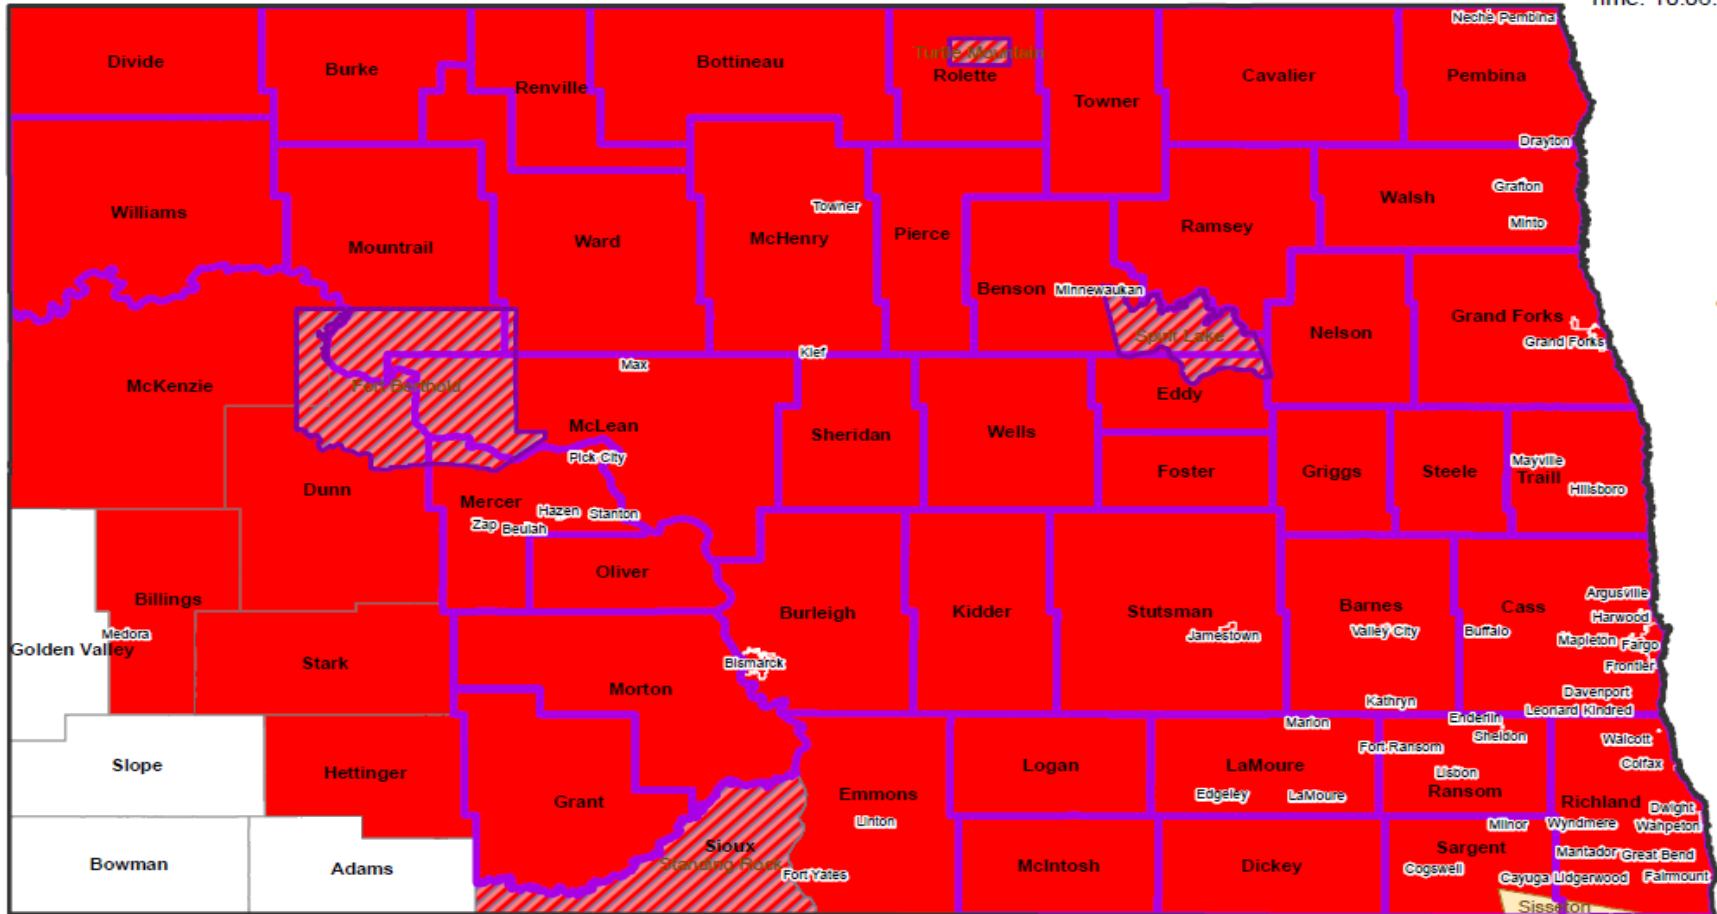 Neche Pembina
Turtle Mountain
Divide
Burke
Renville
Bottineau
Rolette
Towner
Cavalier
Pembina
Drayton
Grafton
Walsh
Minto
Williams
Mountrail
Ward
Towner
McHenry
Pierce
Ramsey
Benson
Minnewaukan
Spirit Lake
Nelson
Grand Forks
Grand Forks
McKenzie
Fort Berthold
Max
Klef
McLean
Pick City
Sheridan
Wells
Eddy
Foster
Griggs
Steele
Mayville
Traill
Hillsboro
Dunn
Mercer
Zap
Beulah
Hazen
Stanton
Oliver
Billings
Medora
Golden Valley
Stark
Morton
Burleigh
Bismarck
Kidder
Stutsman
Jamestown
Barnes
Valley City
Kathryn
Cass
Buffalo
Argusville
Harwood
Mapleton
Fargo
Frontier
Davenport
Leonard Kindred
Slope
Hettinger
Grant
Emmons
Linton
Logan
LaMoure
Marion
Edgeley
LaMoure
Enderlin
Sheldon
Fort Ransom
Lisbon
Ransom
Walcott
Colfax
Richland
Dwight
Wahpeton
Bowman
Adams
Sioux
Standing Rock
Fort Yates
McIntosh
Dickey
Milnor
Wyndmere
Sargent
Cogswell
Mantador
Great Bend
Cayuga
Lidgerwood
Fairmount
Sisseton